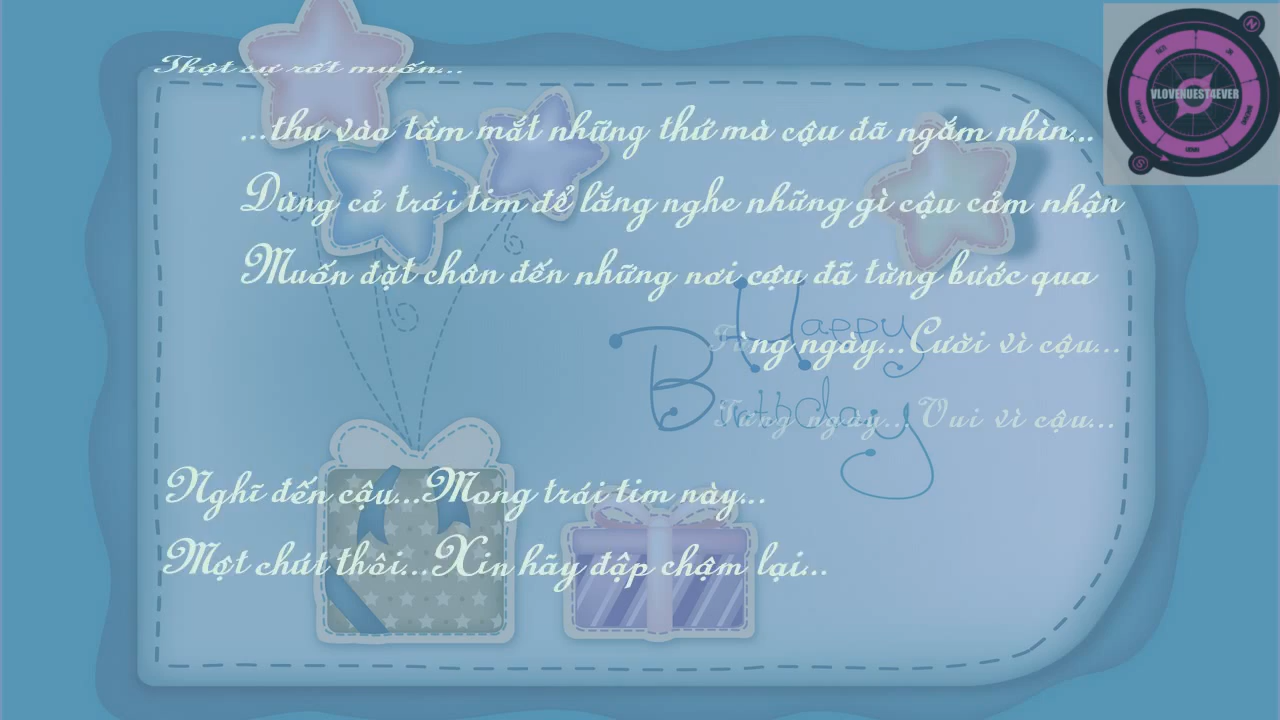 Thật sự rất muốn...
...thu vào tầm mắt những thứ mà cậu đã ngắm nhìn...
Dùng cả trái tim để lắng nghe những gì cậu cảm nhận
Muốn đặt chân đến những nơi cậu đã từng bước qua
Từng ngày...Cười vì cậu...
Từng ngày...Vui vì cậu...
Happy
Birthday
Nghĩ đến cậu...Mong trái tim này...
Một chút thôi...Xin hãy đập chậm lại...
VLOVENUEST4EVER
N
S